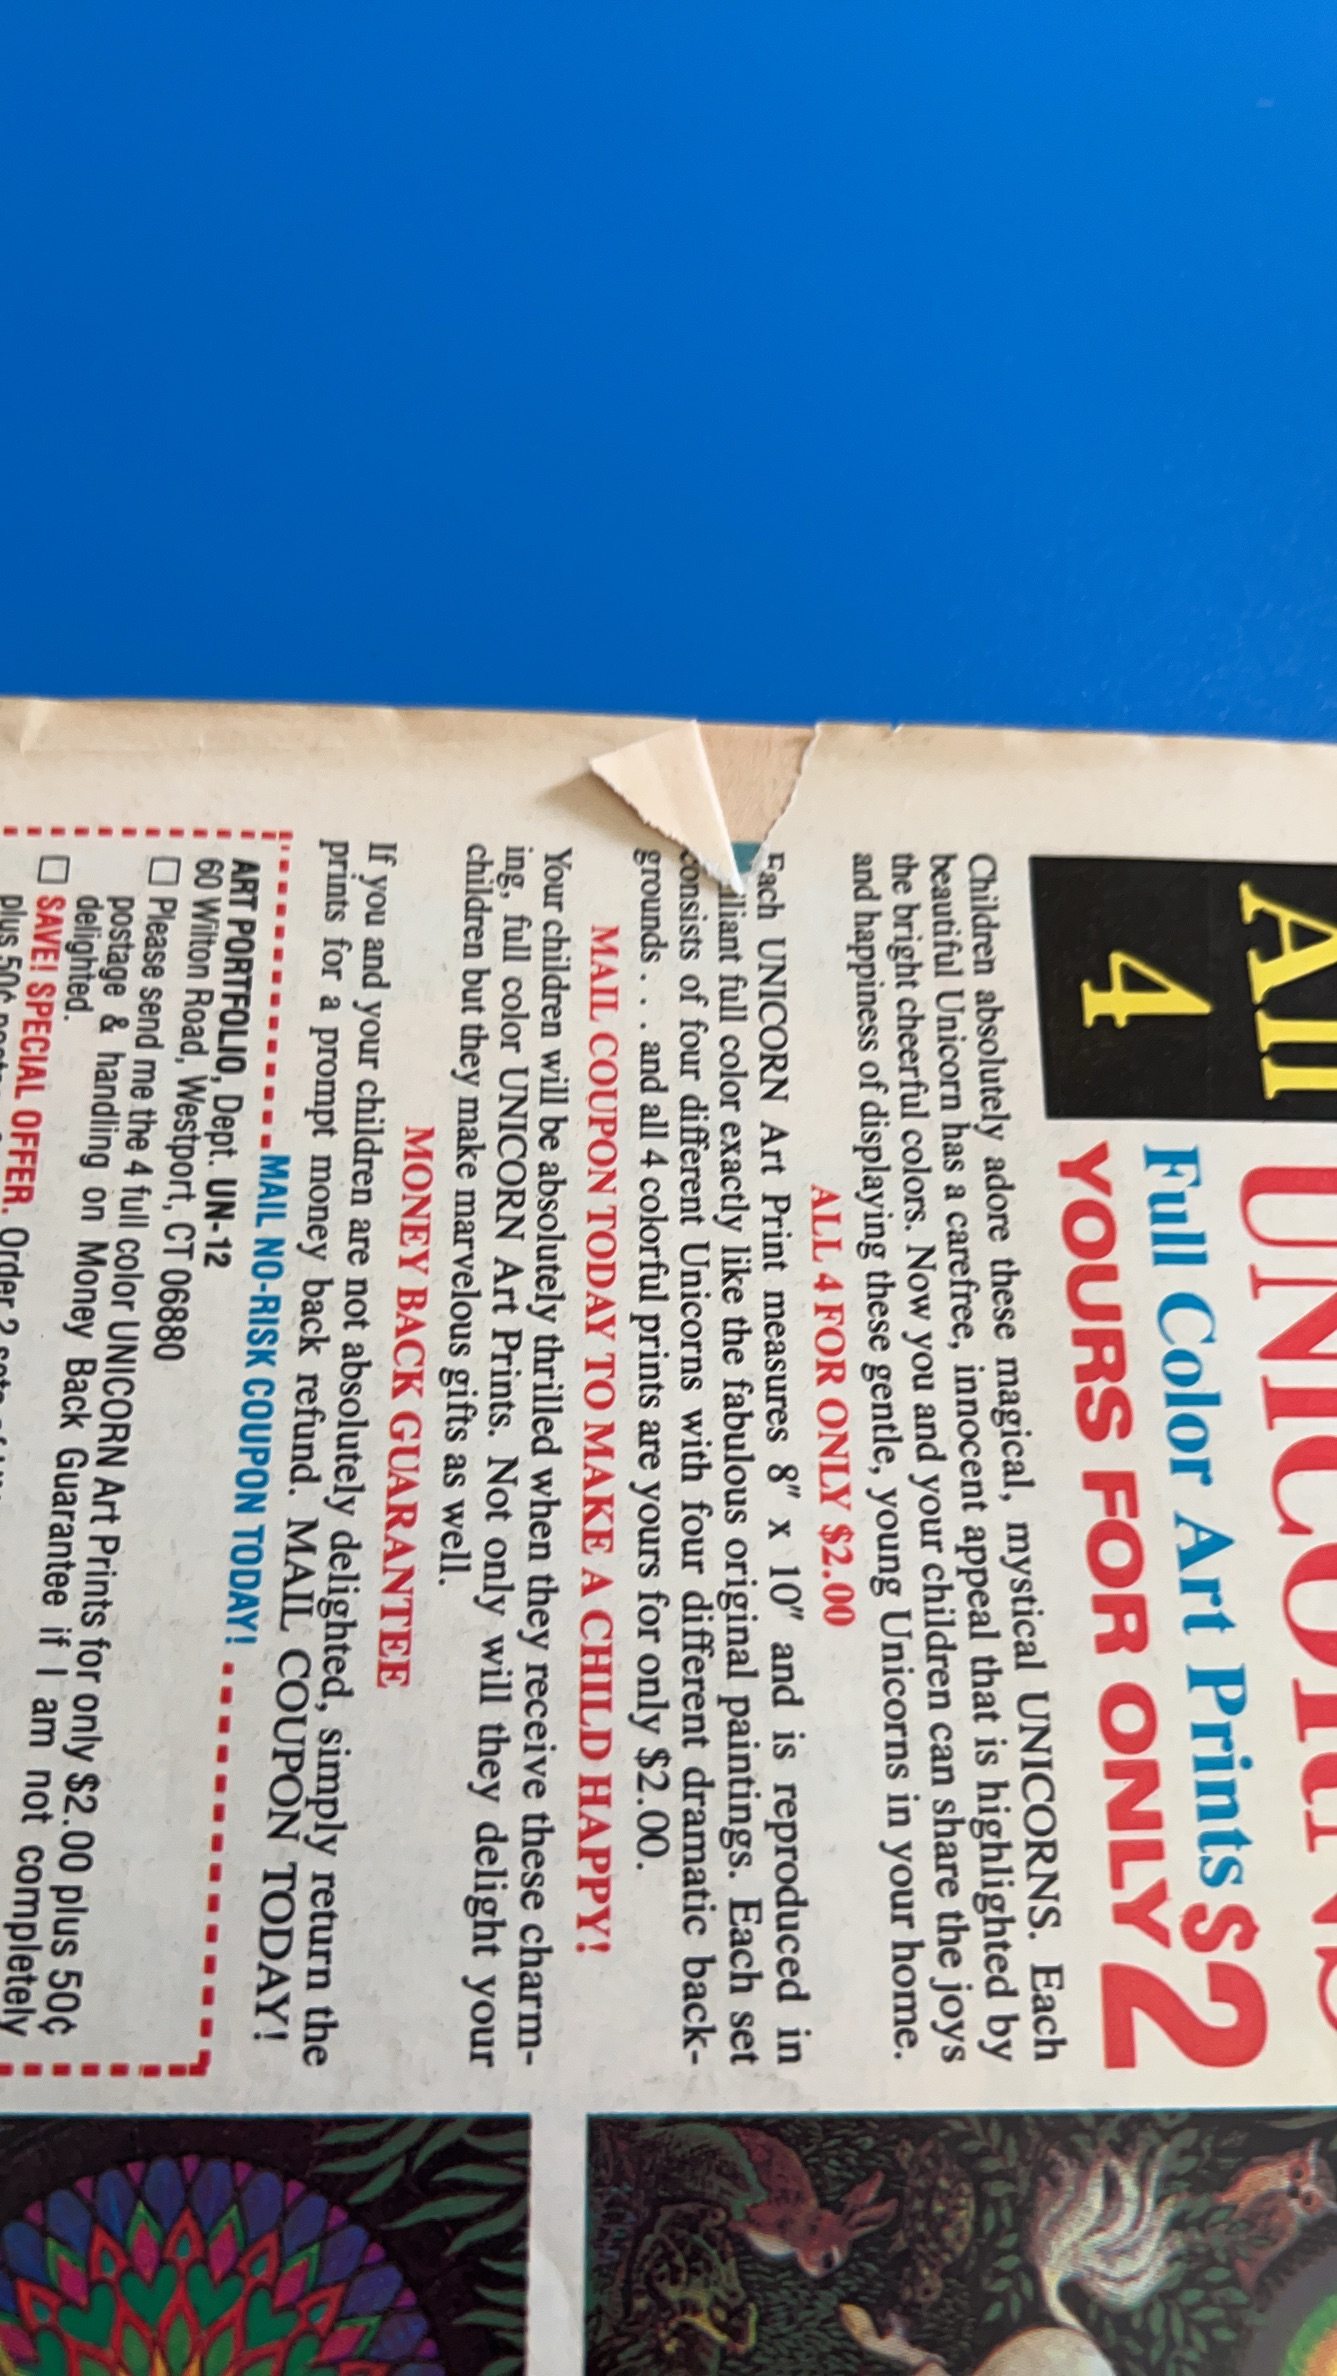 All
UNICORNS
4
Full Color Art Prints $2
YOURS FOR ONLY
Children absolutely adore these magical, mystical UNICORNS. Each
beautiful Unicorn has a carefree, innocent appeal that is highlighted by
the bright cheerful colors. Now you and your children can share the joys
and happiness of displaying these gentle, young Unicorns in your home.
ALL 4 FOR ONLY $2.00
Each UNICORN Art Print measures 8" x 10" and is reproduced in
full color exactly like the fabulous original paintings. Each set
consists of four different Unicorns with four different dramatic back-
grounds . . . and all 4 colorful prints are yours for only $2.00.
MAIL COUPON TODAY TO MAKE A CHILD HAPPY!
Your children will be absolutely thrilled when they receive these charm-
ing, full color UNICORN Art Prints. Not only will they delight your
children but they make marvelous gifts as well.
MONEY BACK GUARANTEE
If you and your children are not absolutely delighted, simply return the
prints for a prompt money back refund. MAIL COUPON TODAY!
MAIL NO-RISK COUPON TODAY!
ART PORTFOLIO, Dept. UN-12
60 Wilton Road, Westport, CT 06880
Please send me the 4 full color UNICORN Art Prints for only $2.00 plus 50¢
postage & handling on Money Back Guarantee if I am not completely
delighted.
SAVE! SPECIAL OFFER. Order 2 sets of
plus 50¢